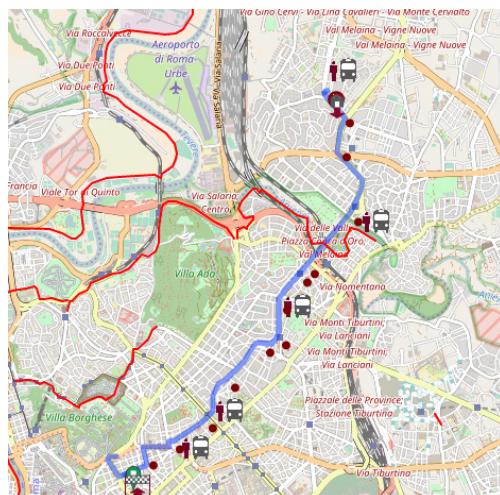 Via Gino Cervi - Via Lina Cavalieri - Via Monte Cervialto
Via Roccalvecce
Val Melaina - Vigne Nuove
Val Melaina - Vigne Nuove
Aeroporto
di Roma
Urbe
Via Due Ponti
Via Due Ponti
Via Salaria
Francia
Viale Tor di Quinto
Via Salaria
Centro
Via delle Valli
Val Melaina
Villa Ada
Via Nomentana
Via Monti Tiburtini;
Via Lanciani
Via Monti Tiburtini;
Via Lanciani
Villa Borghese
Piazzale delle Province;
Stazione Tiburtina
Via Tiburtina